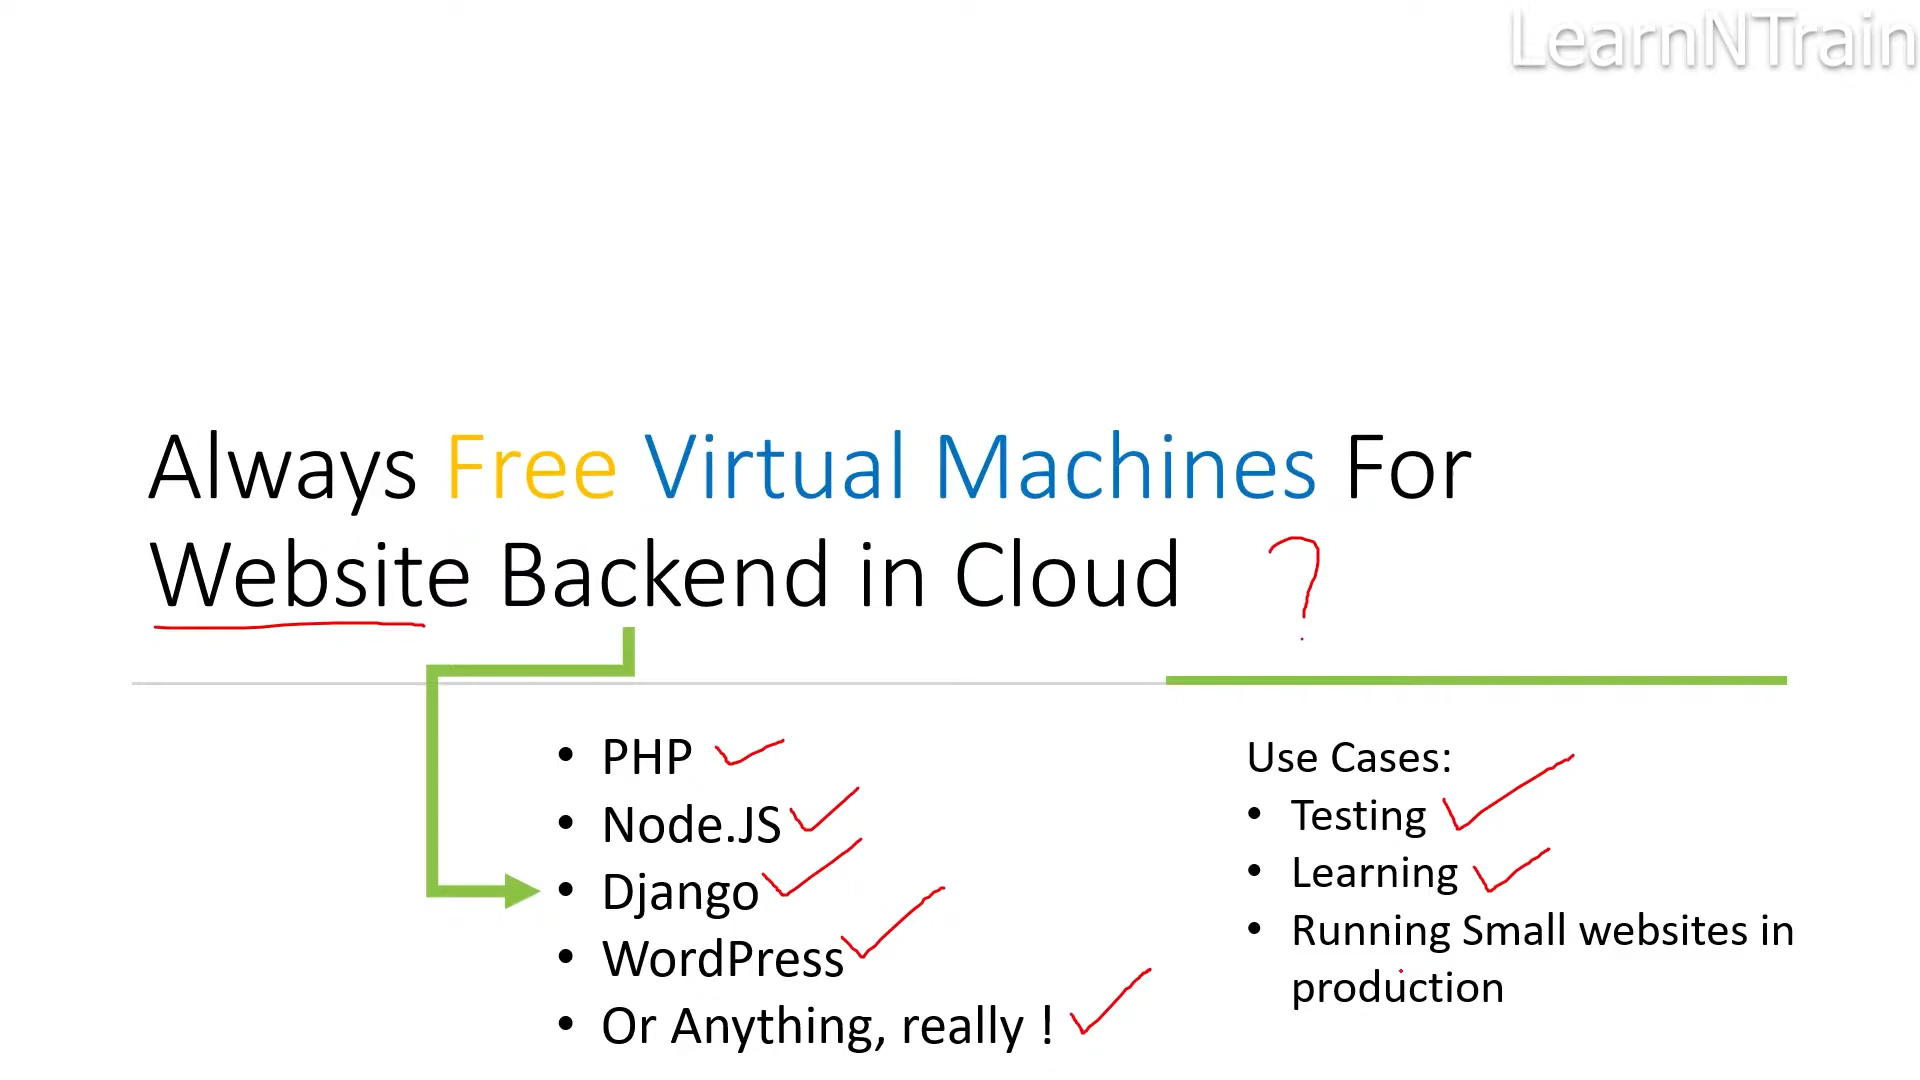 LearnNTrain
Always Free Virtual Machines For
Website Backend in Cloud ?
• PHP
• Node.JS
• Django
• WordPress
• Or Anything, really !
Use Cases:
• Testing
• Learning
• Running Small websites in
production